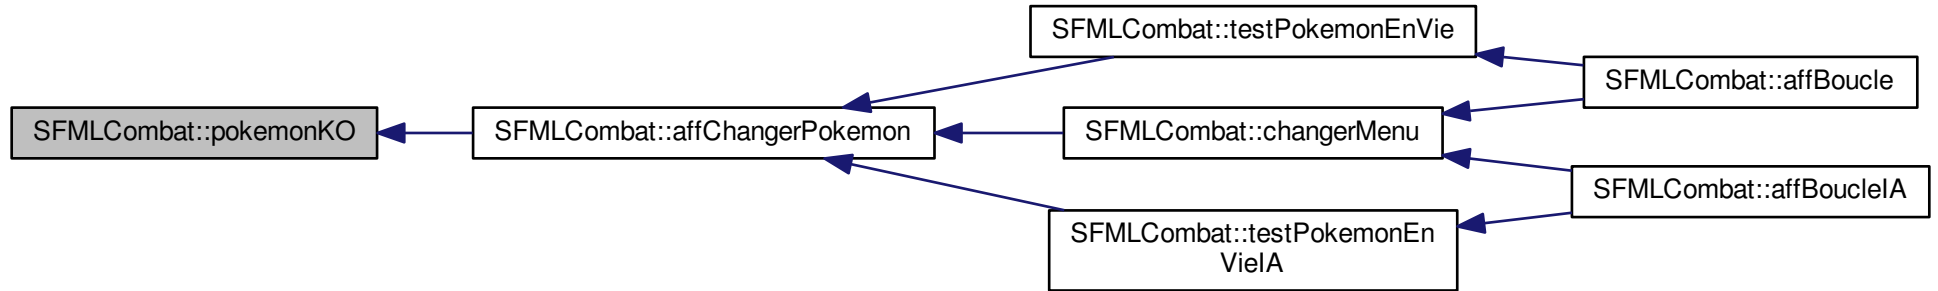 SFMLCombat::pokemonKO
SFMLCombat::affChangerPokemon
SFMLCombat::testPokemonEnVie
SFMLCombat::changerMenu
SFMLCombat::testPokemonEn
VieIA
SFMLCombat::affBoucle
SFMLCombat::affBoucleIA